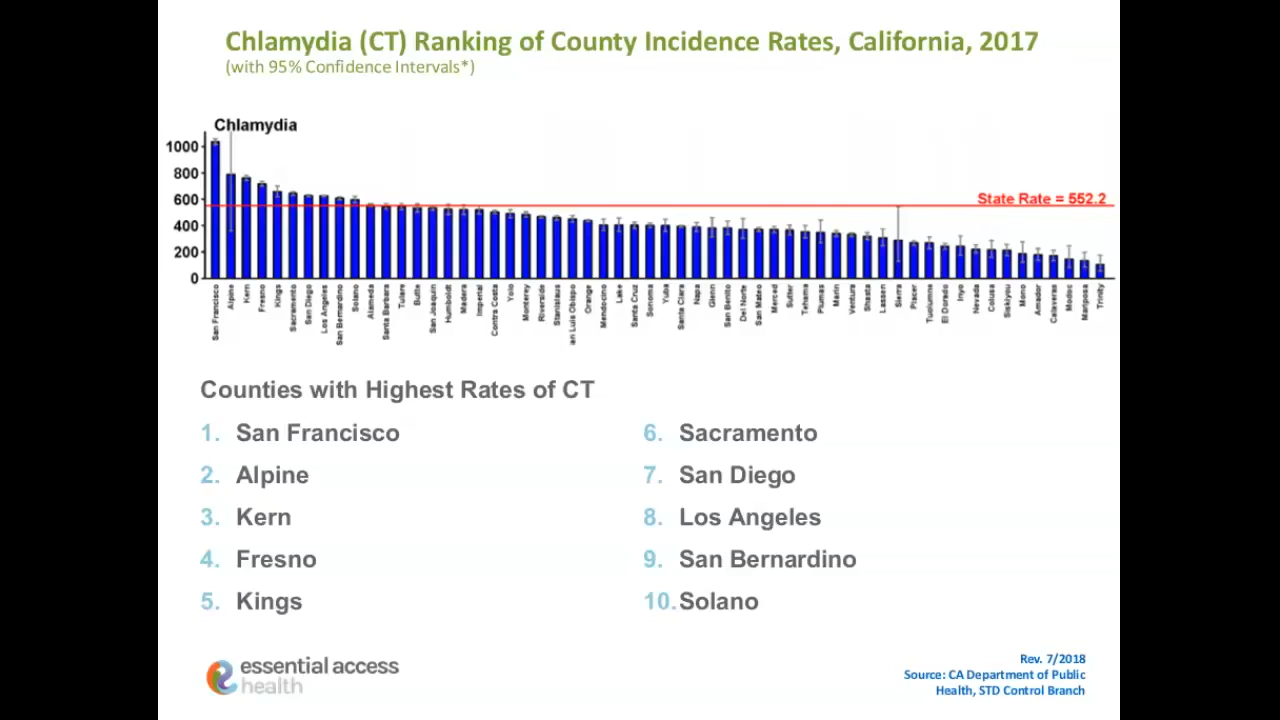 Chlamydia (CT) Ranking of County Incidence Rates, California, 2017
(with 95% Confidence Intervals*)
Chlamydia
1000
800
600
400
200
0
State Rate = 552.2
San Francisco
Alpine
Kern
Fresno
Kings
Sacramento
San Diego
Los Angeles
San Bernardino
Solano
Alameda
Santa Barbara
Tulare
Butte
San Joaquin
Humboldt
Madera
Imperial
Contra Costa
Yolo
Monterey
Riverside
Stanislaus
an Luis Obispo
Orange
Mendocino
Lake
Santa Cruz
Sonoma
Yuba
Santa Clara
Napa
Glenn
San Benito
Del Norte
San Mateo
Merced
Sutter
Tehama
Plumas
Marin
Ventura
Shasta
Lassen
Sierra
Placer
Tuolumne
El Dorado
Inyo
Nevada
Colusa
Siskiyou
Mono
Amador
Calaveras
Modoc
Mariposa
Trinity
Counties with Highest Rates of CT
1. San Francisco
2. Alpine
3. Kern
4. Fresno
5. Kings
6. Sacramento
7. San Diego
8. Los Angeles
9. San Bernardino
10. Solano
essential access
health
Rev. 7/2018
Source: CA Department of Public
Health, STD Control Branch